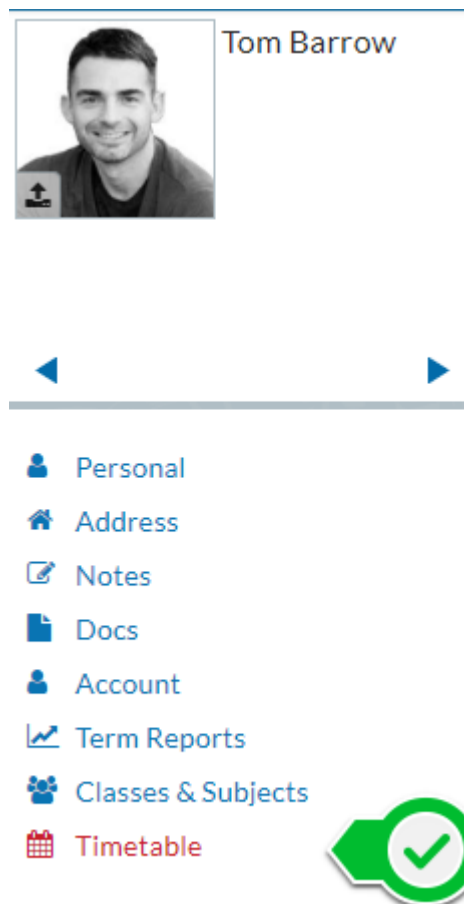 Tom Barrow
Personal
Address
Notes
Docs
Account
Term Reports
Classes & Subjects
Timetable